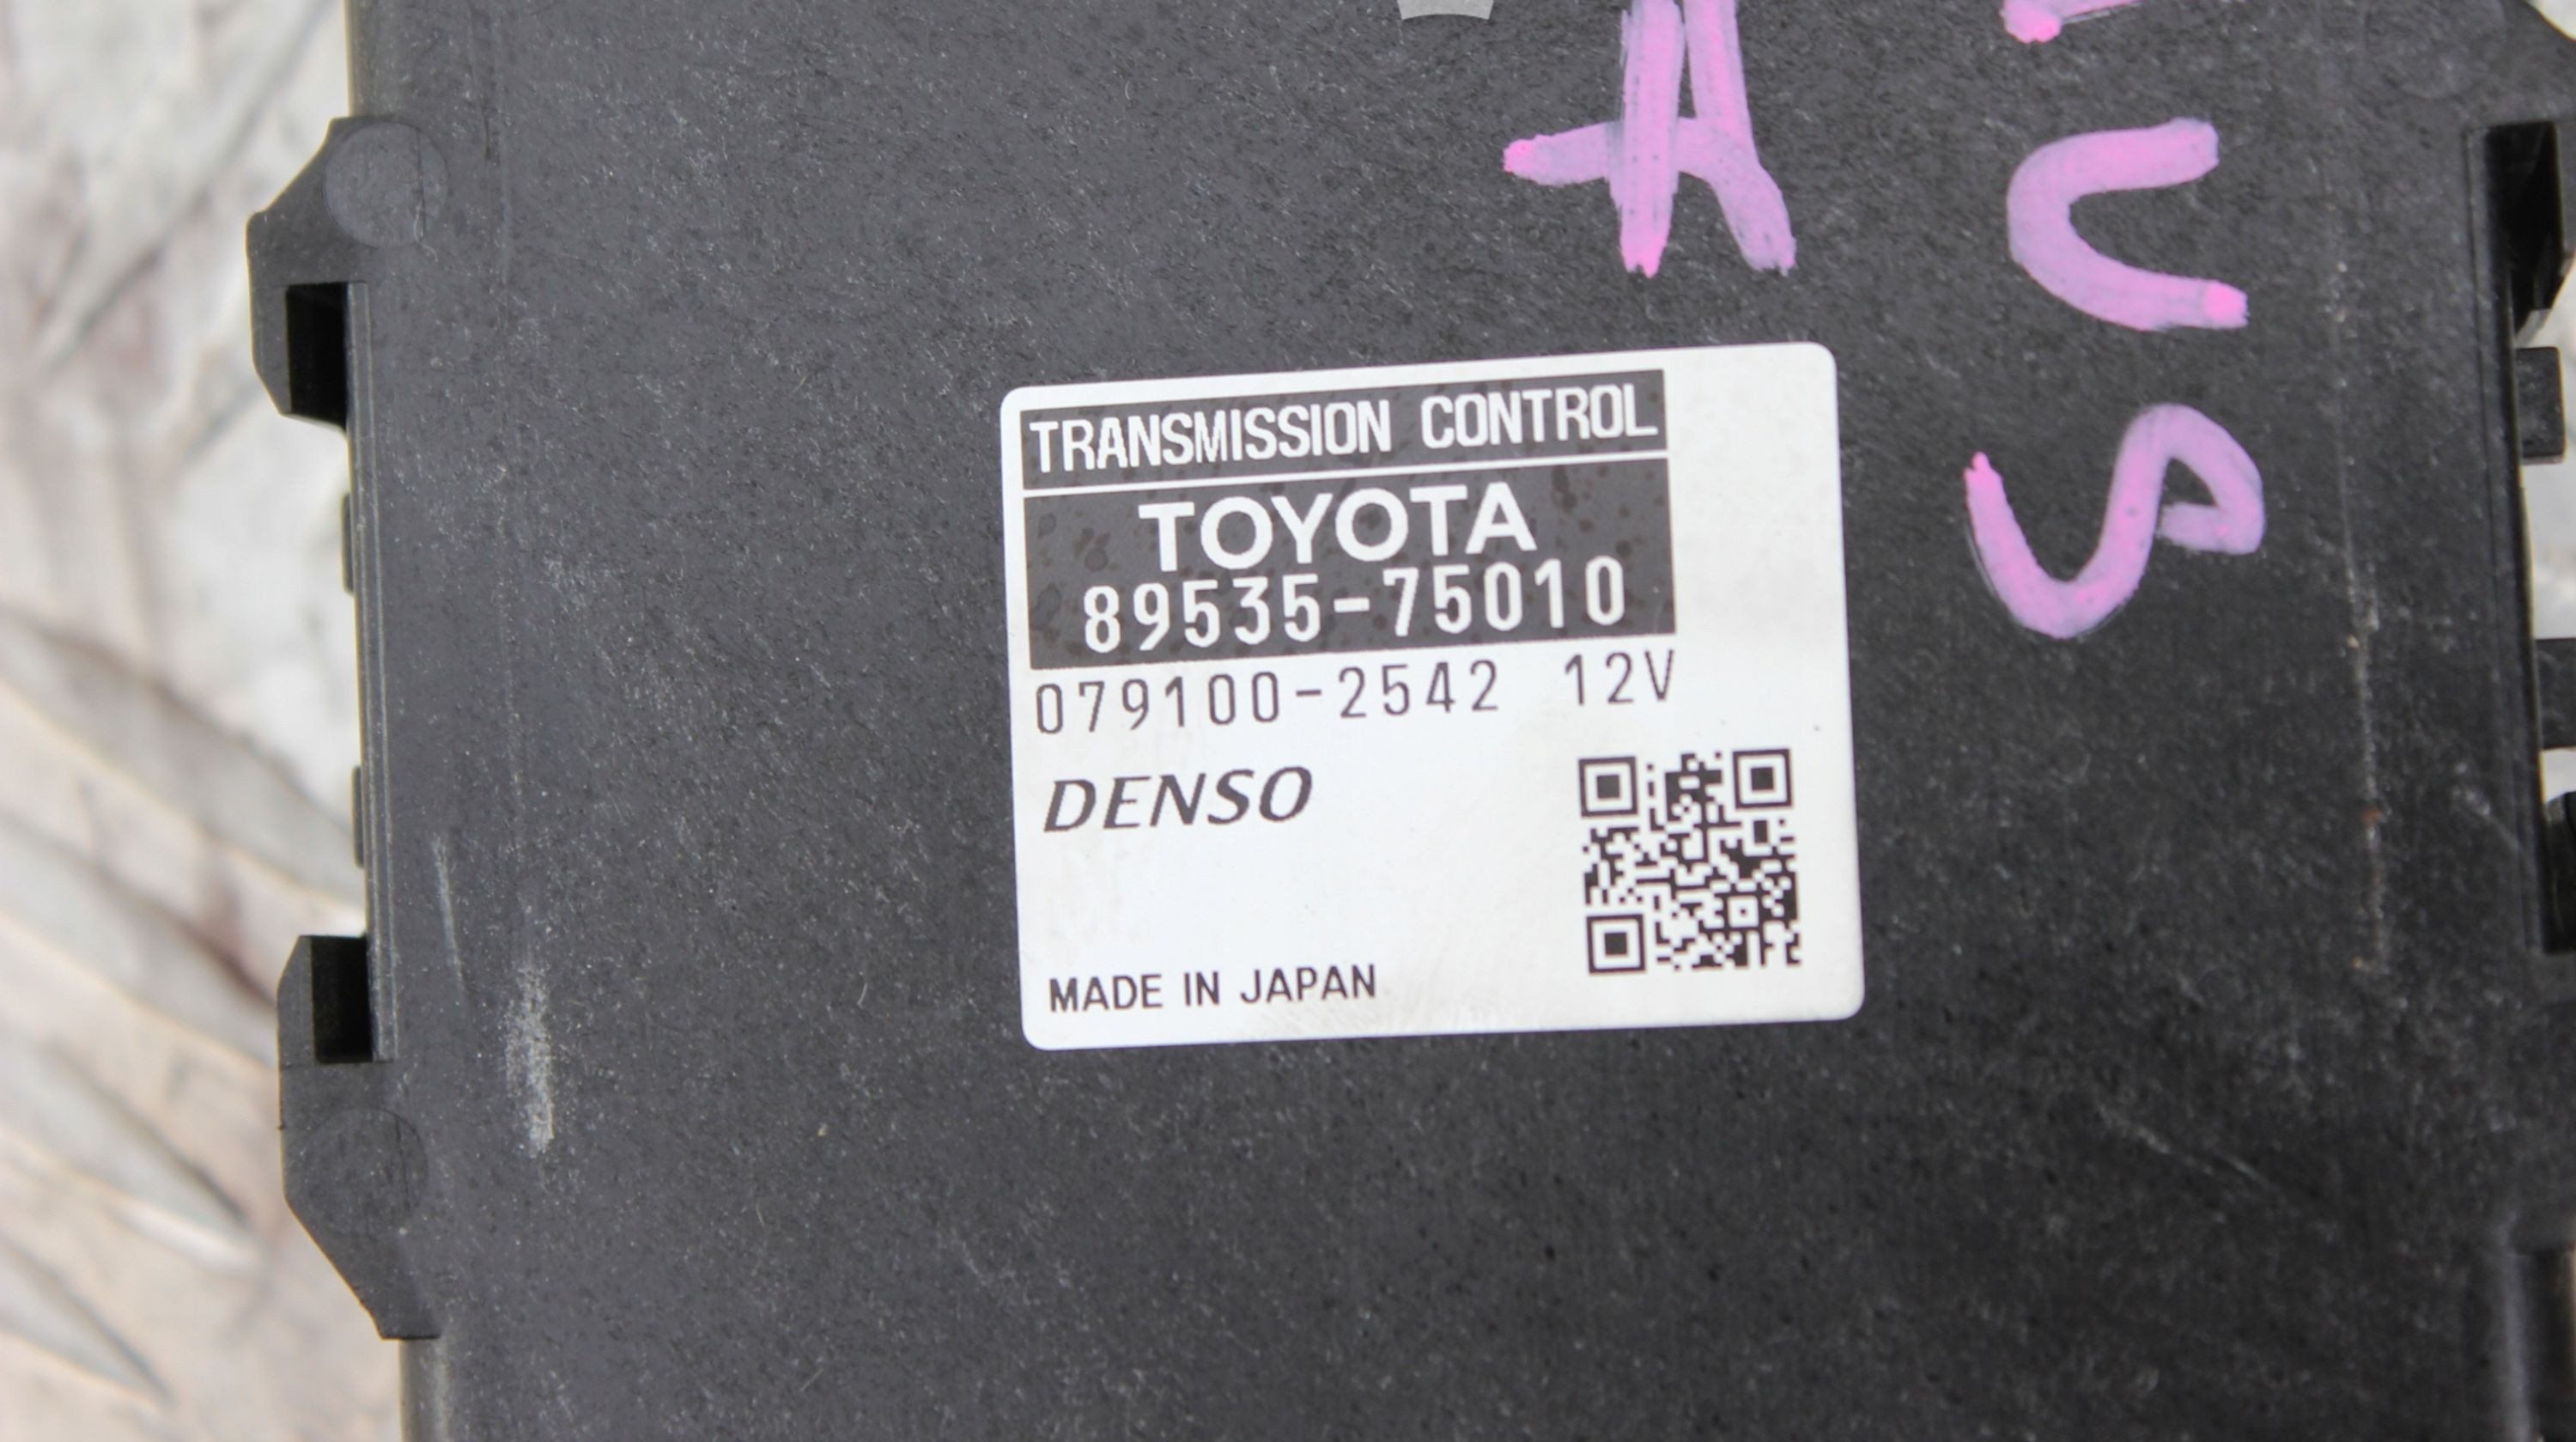 TRANSMISSION CONTROL
TOYOTA
89535-75010
079100-2542 12V
DENSO
MADE IN JAPAN